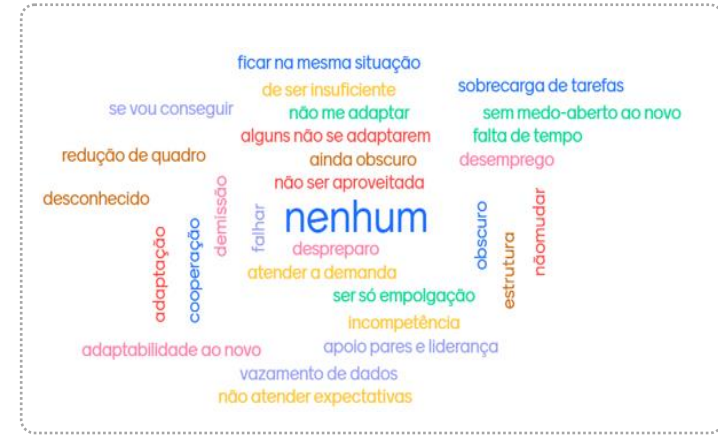 ficar na mesma situação
de ser insuficiente
sobrecarga de tarefas
se vou conseguir
não me adaptar
sem medo-aberto ao novo
alguns não se adaptarem
falta de tempo
redução de quadro
ainda obscuro
desemprego
não ser aproveitada
desconhecido
demissão
falhar
nenhum
obscuro
nãomudar
adaptação
cooperação
despreparo
estrutura
atender a demanda
ser só empolgação
incompetência
adaptabilidade ao novo
apoio pares e liderança
vazamento de dados
não atender expectativas